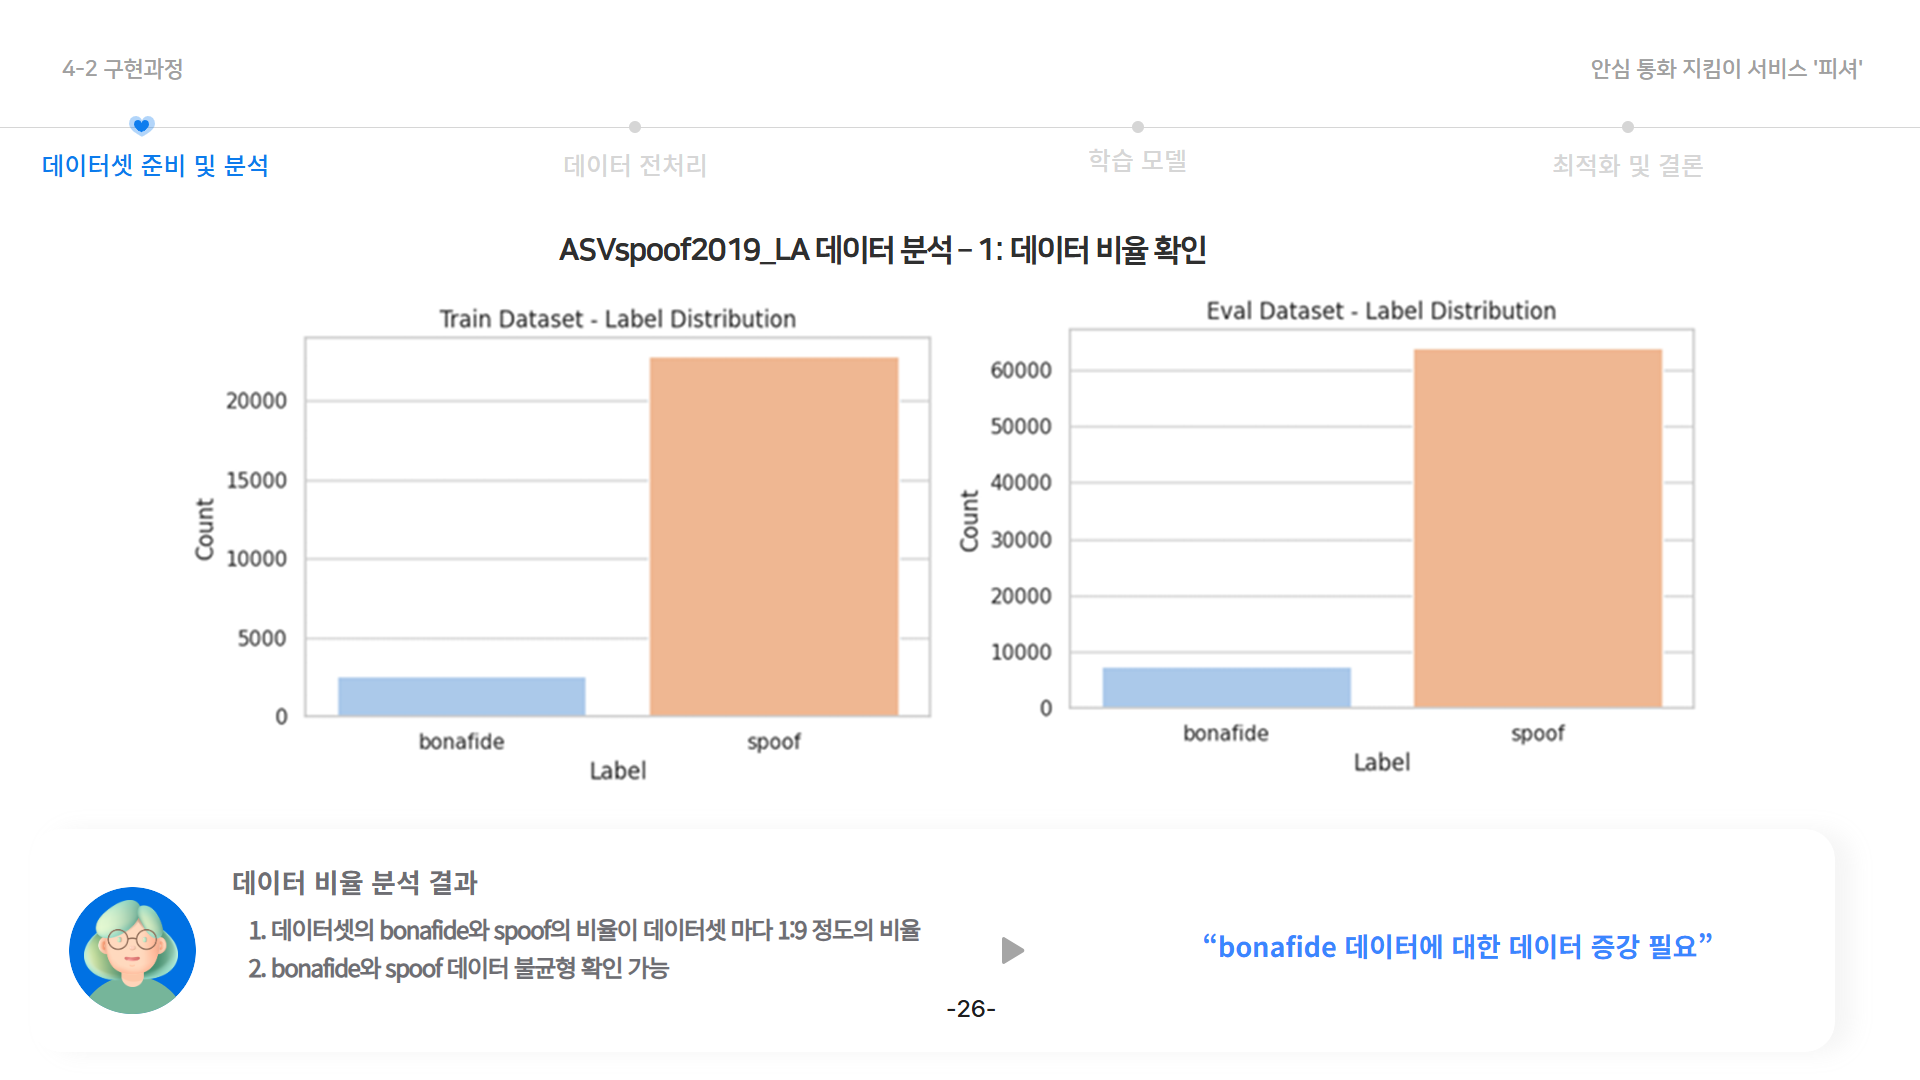 4-2 구현과정
안심 통화 지킴이 서비스 '피셔'
데이터셋 준비 및 분석
데이터 전처리
학습 모델
최적화 및 결론
ASVspoof2019_LA 데이터 분석 – 1: 데이터 비율 확인
Train Dataset - Label Distribution
20000
15000
10000
5000
0
Count
bonafide
spoof
Label
Eval Dataset - Label Distribution
60000
50000
40000
30000
20000
10000
0
Count
bonafide
spoof
Label
데이터 비율 분석 결과
1. 데이터셋의 bonafide와 spoof의 비율이 데이터셋 마다 1:9 정도의 비율
2. bonafide와 spoof 데이터 불균형 확인 가능
“bonafide 데이터에 대한 데이터 증강 필요”
-26-